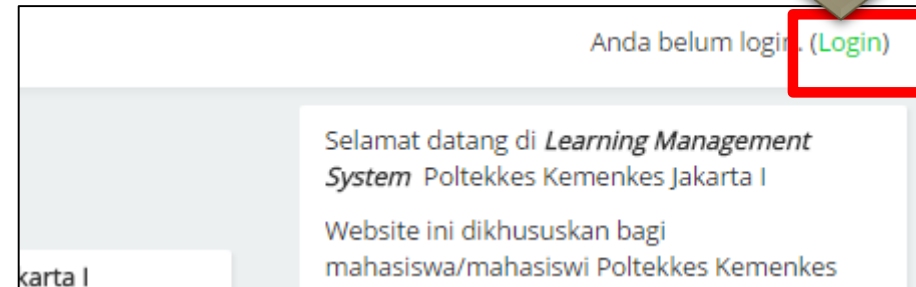 Anda belum login. (Login)
Selamat datang di Learning Management
System Poltekkes Kemenkes Jakarta I
Website ini dikhususkan bagi
mahasiswa/mahasiswi Poltekkes Kemenkes
karta I